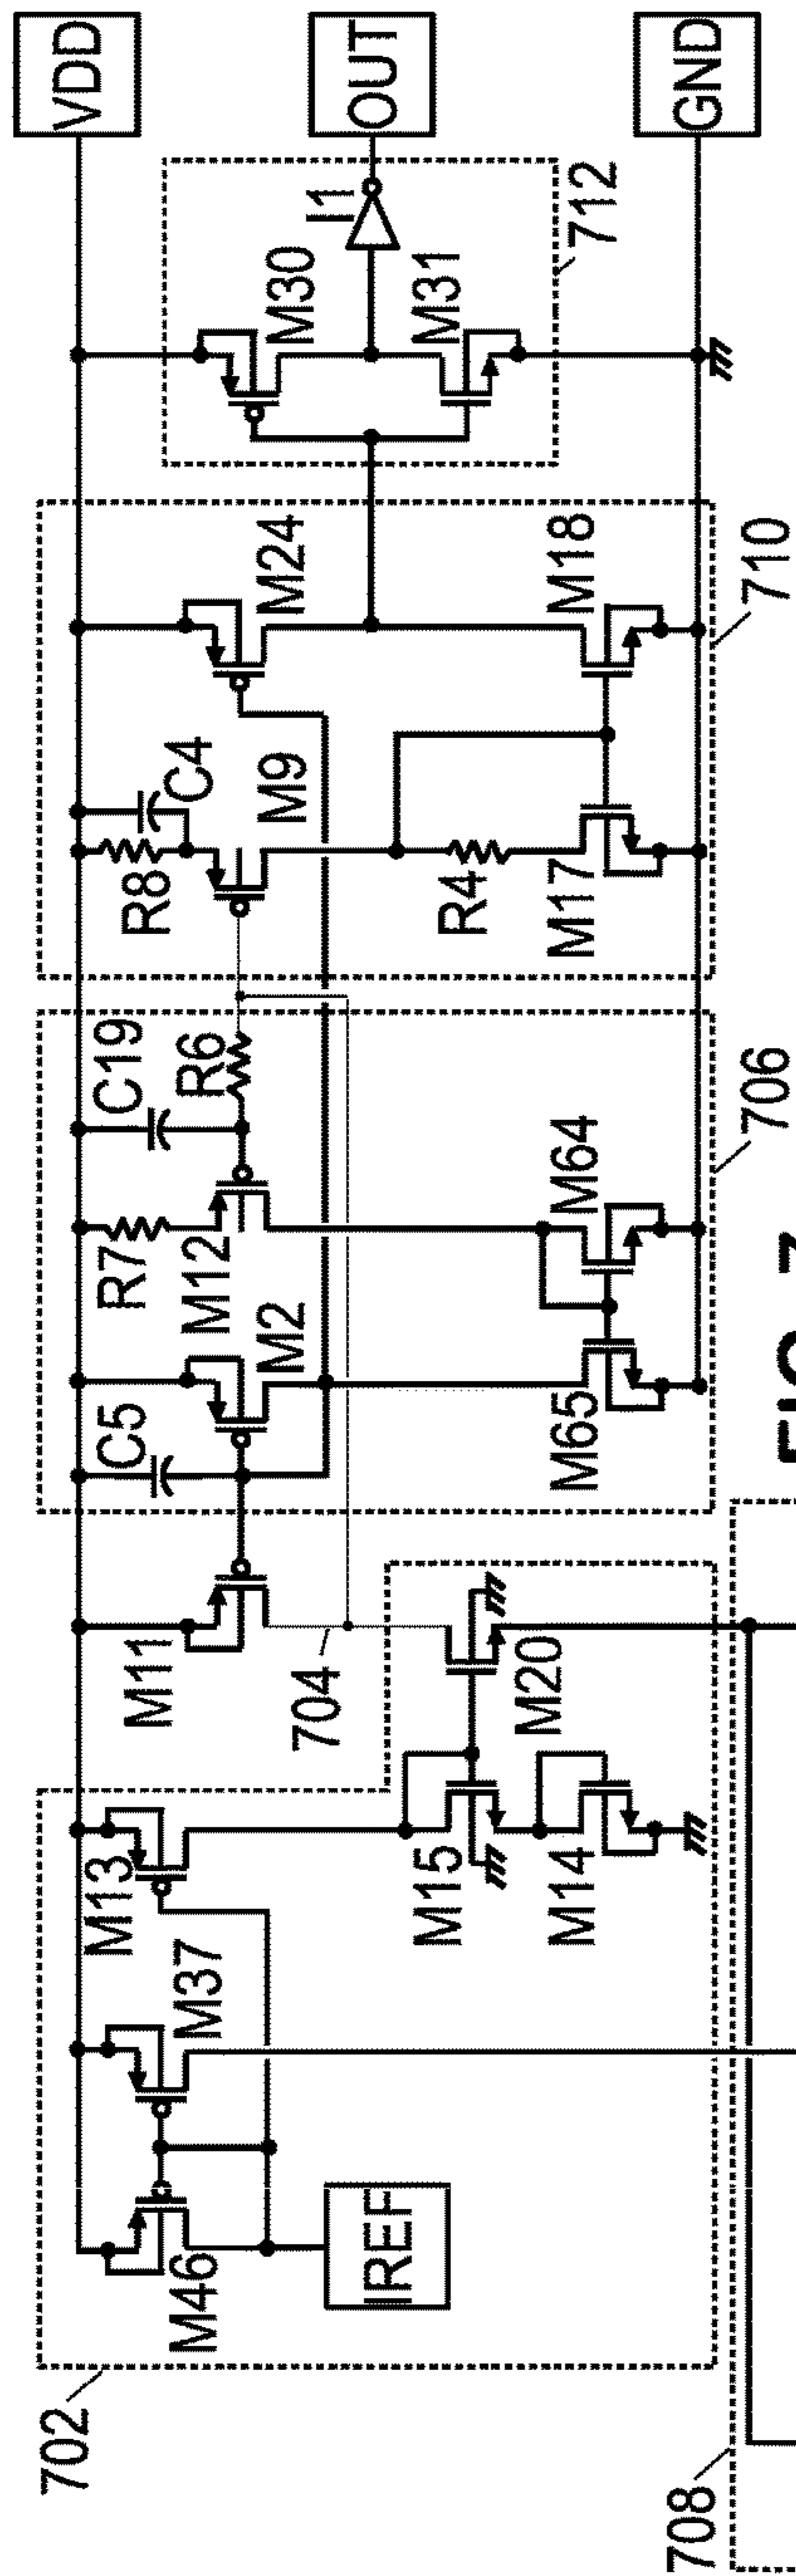 VDD
OUT
GND
I1
M30
M31
712
M24
M18
710
C4
M9
R8
R4
M17
C19
R6
706
R7
M12
M64
M2
C5
M65
M11
704
M20
M13
M15
M14
M37
M46
IREF
702
708